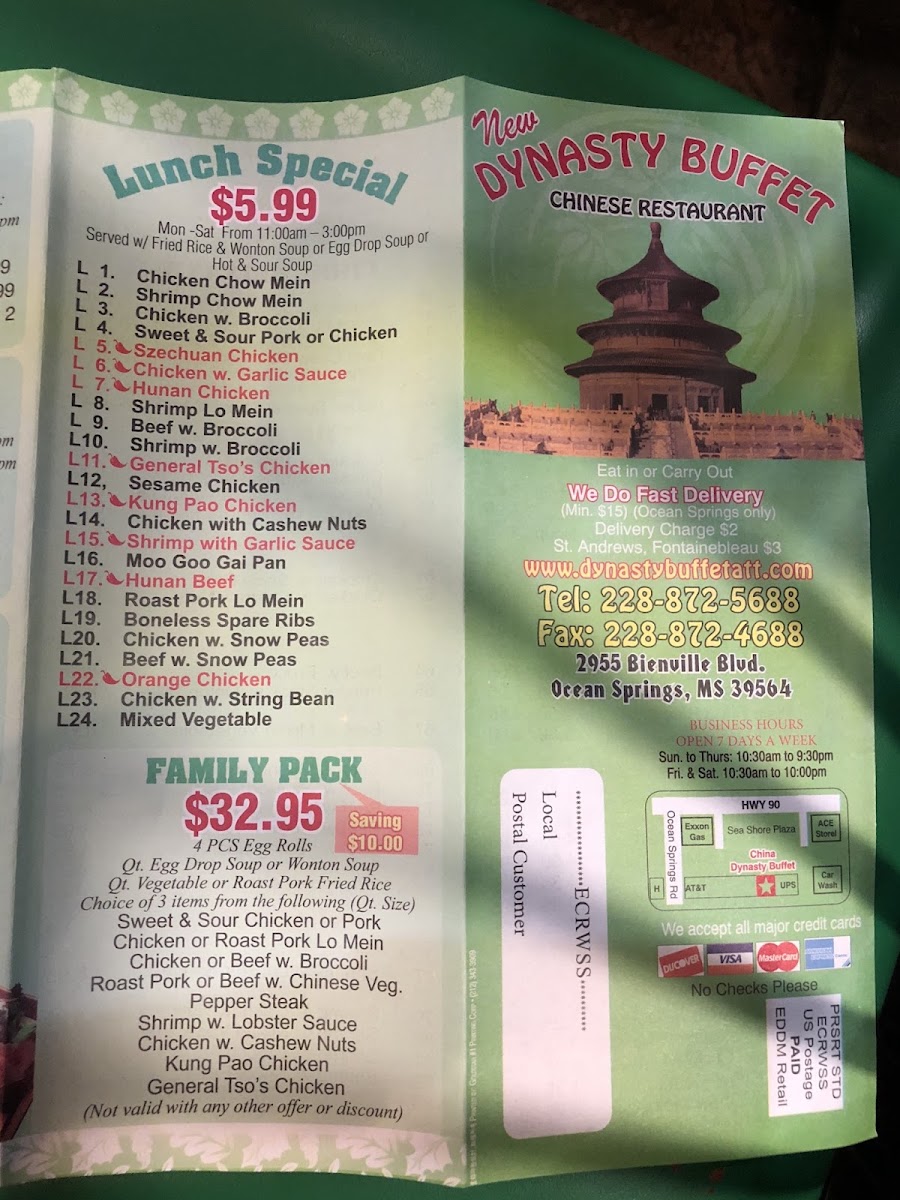 Lunch Special
$5.99
Mon -Sat From 11:00am – 3:00pm
Served w/ Fried Rice & Wonton Soup or Egg Drop Soup or
Hot & Sour Soup
L 1. Chicken Chow Mein
L 2. Shrimp Chow Mein
L 3. Chicken w. Broccoli
L 4. Sweet & Sour Pork or Chicken
L 5. Szechuan Chicken
L 6. Chicken w. Garlic Sauce
L 7. Hunan Chicken
L 8. Shrimp Lo Mein
L 9. Beef w. Broccoli
L10. Shrimp w. Broccoli
L11. General Tso's Chicken
L12, Sesame Chicken
L13. Kung Pao Chicken
L14. Chicken with Cashew Nuts
L15. Shrimp with Garlic Sauce
L16. Moo Goo Gai Pan
L17. Hunan Beef
L18. Roast Pork Lo Mein
L19. Boneless Spare Ribs
L20. Chicken w. Snow Peas
L21. Beef w. Snow Peas
L22. Orange Chicken
L23. Chicken w. String Bean
L24. Mixed Vegetable
FAMILY PACK
$32.95
Saving
$10.00
4 PCS Egg Rolls
Qt. Egg Drop Soup or Wonton Soup
Qt. Vegetable or Roast Pork Fried Rice
Choice of 3 items from the following (Qt. Size)
Sweet & Sour Chicken or Pork
Chicken or Roast Pork Lo Mein
Chicken or Beef w. Broccoli
Roast Pork or Beef w. Chinese Veg.
Pepper Steak
Shrimp w. Lobster Sauce
Chicken w. Cashew Nuts
Kung Pao Chicken
General Tso's Chicken
(Not valid with any other offer or discount)
New
DYNASTY BUFFET
CHINESE RESTAURANT
Eat in or Carry Out
We Do Fast Delivery
(Min. $15) (Ocean Springs only)
Delivery Charge $2
St. Andrews, Fontainebleau $3
www.dynastybuffetatt.com
Tel: 228-872-5688
Fax: 228-872-4688
2955 Bienville Blvd.
Ocean Springs, MS 39564
BUSINESS HOURS
OPEN 7 DAYS A WEEK
Sun. to Thurs: 10:30am to 9:30pm
Fri. & Sat. 10:30am to 10:00pm
HWY 90
Ocean Springs Rd
Exxon
Gas
Sea Shore Plaza
ACE
Store!
China
Dynasty Buffet
H
AT&T
UPS
Car
Wash
We accept all major credit cards
DISCOVER
VISA
MasterCard
No Checks Please
ECRWSS
Local
Postal Customer
PRSRT STD
ECRWSS
US Postage
PAID
EDDM Retail